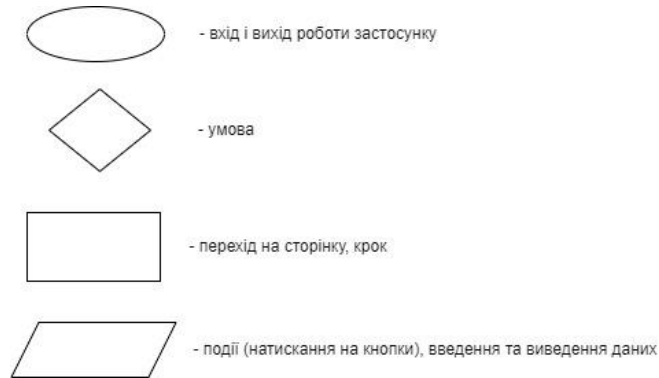 - вхід і вихід роботи застосунку
- умова
- перехід на сторінку, крок
- події (натискання на кнопки), введення та виведення даних